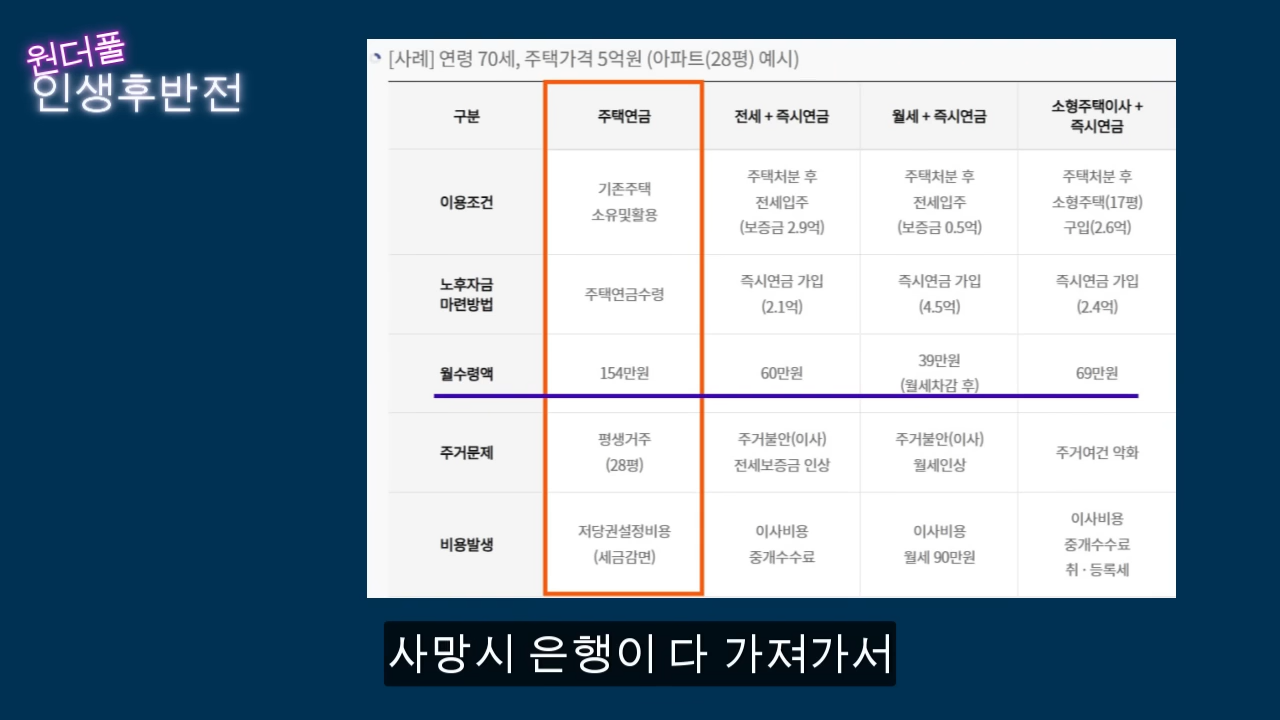 원더풀
인생후반전
[사례] 연령 70세, 주택가격 5억원 (아파트(28평) 예시)
구분 주택연금 전세 + 즉시연금 월세 + 즉시연금 소형주택이사 +
즉시연금
이용조건 기존주택
소유및활용 주택처분 후
전세입주
(보증금 2.9억) 주택처분 후
전세입주
(보증금 0.5억) 주택처분 후
소형주택(17평)
구입(2.6억)
노후자금
마련방법 주택연금수령 즉시연금 가입
(2.1억) 즉시연금 가입
(4.5억) 즉시연금 가입
(2.4억)
월수령액 154만원 60만원 39만원
(월세차감 후) 69만원
주거문제 평생거주
(28평) 주거불안(이사)
전세보증금 인상 주거불안(이사)
월세인상 주거여건 악화
비용발생 저당권설정비용
(세금감면) 이사비용
중개수수료 이사비용
월세 90만원 이사비용
중개수수료
취 · 등록세
사망시 은행이 다 가져가서